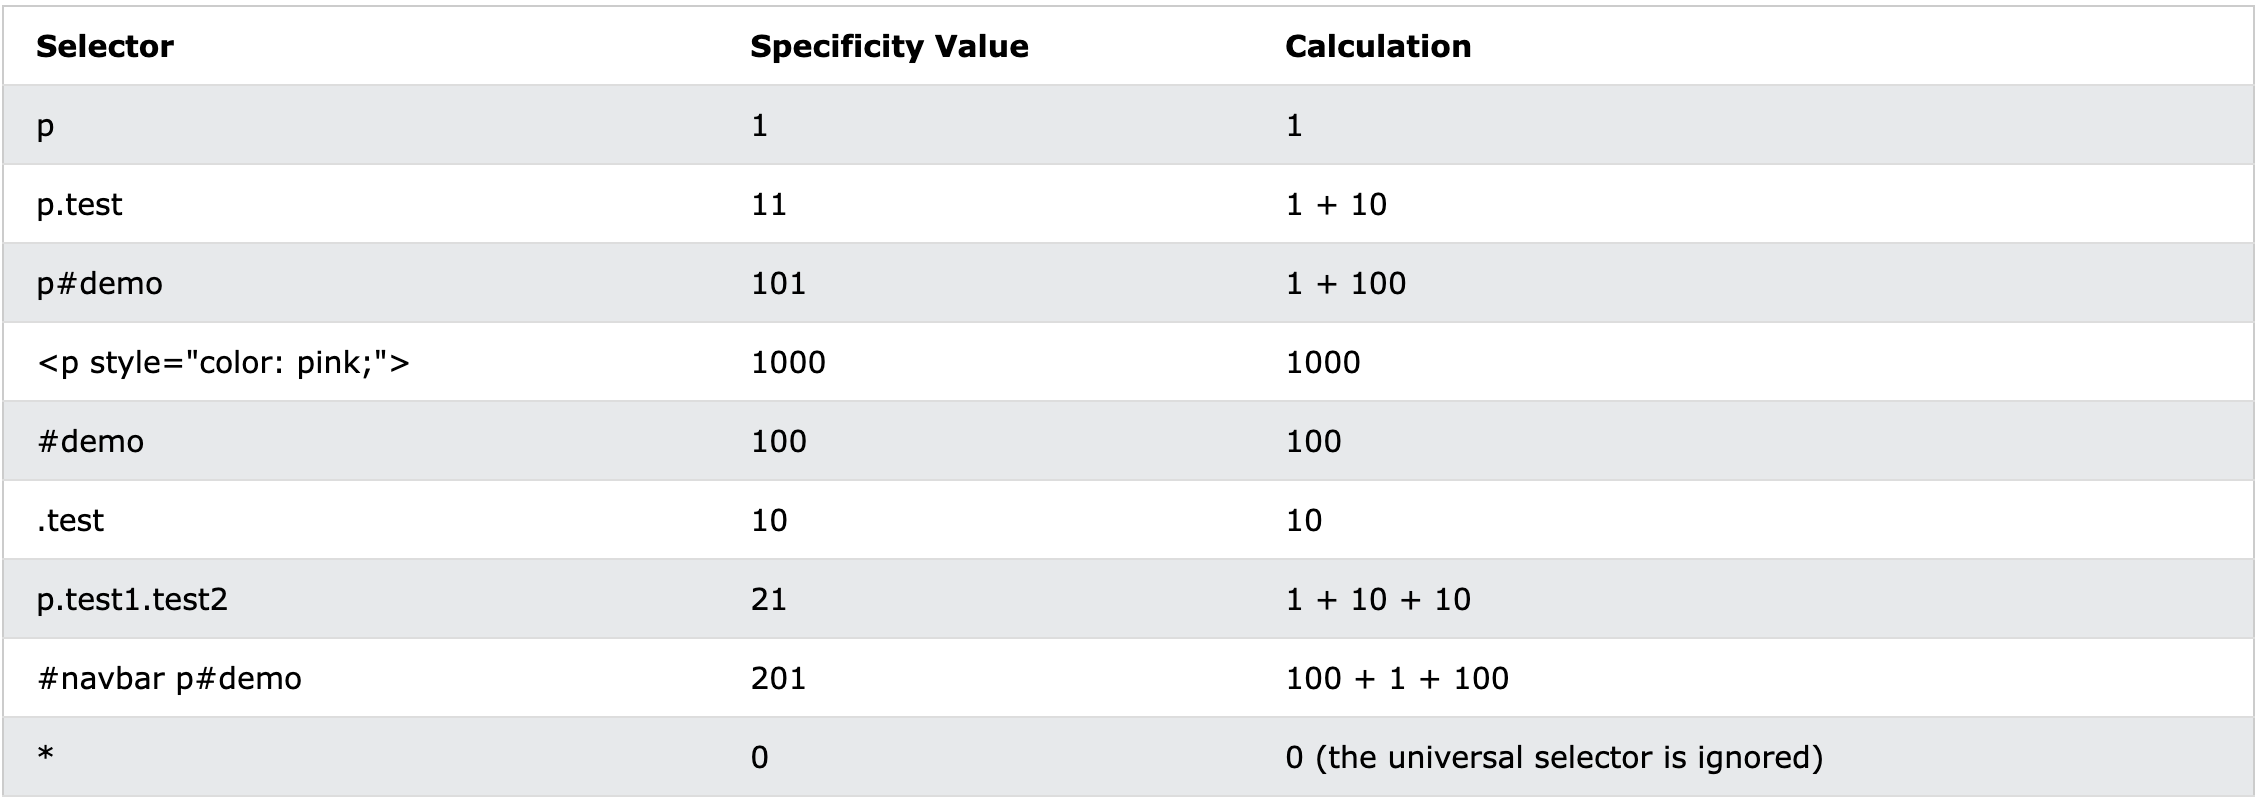 Selector Specificity Value Calculation
p 1 1
p.test 11 1 + 10
p#demo 101 1 + 100
<p style="color: pink;"> 1000 1000
#demo 100 100
.test 10 10
p.test1.test2 21 1 + 10 + 10
#navbar p#demo 201 100 + 1 + 100
* 0 0 (the universal selector is ignored)